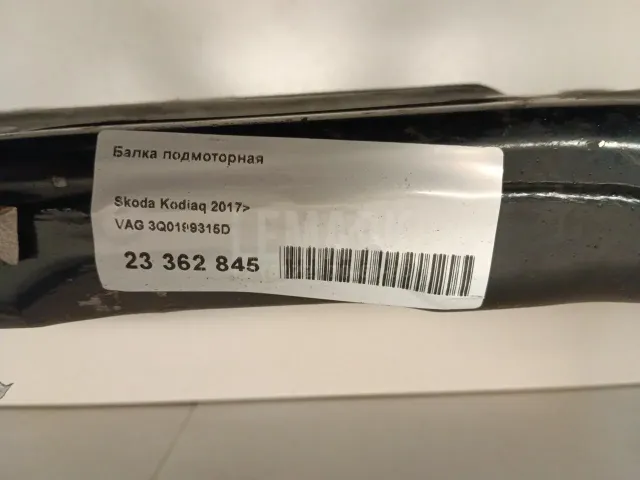 Балка подмоторная
Skoda Kodiaq 2017>
VAG 3Q0199315D
23 362 845